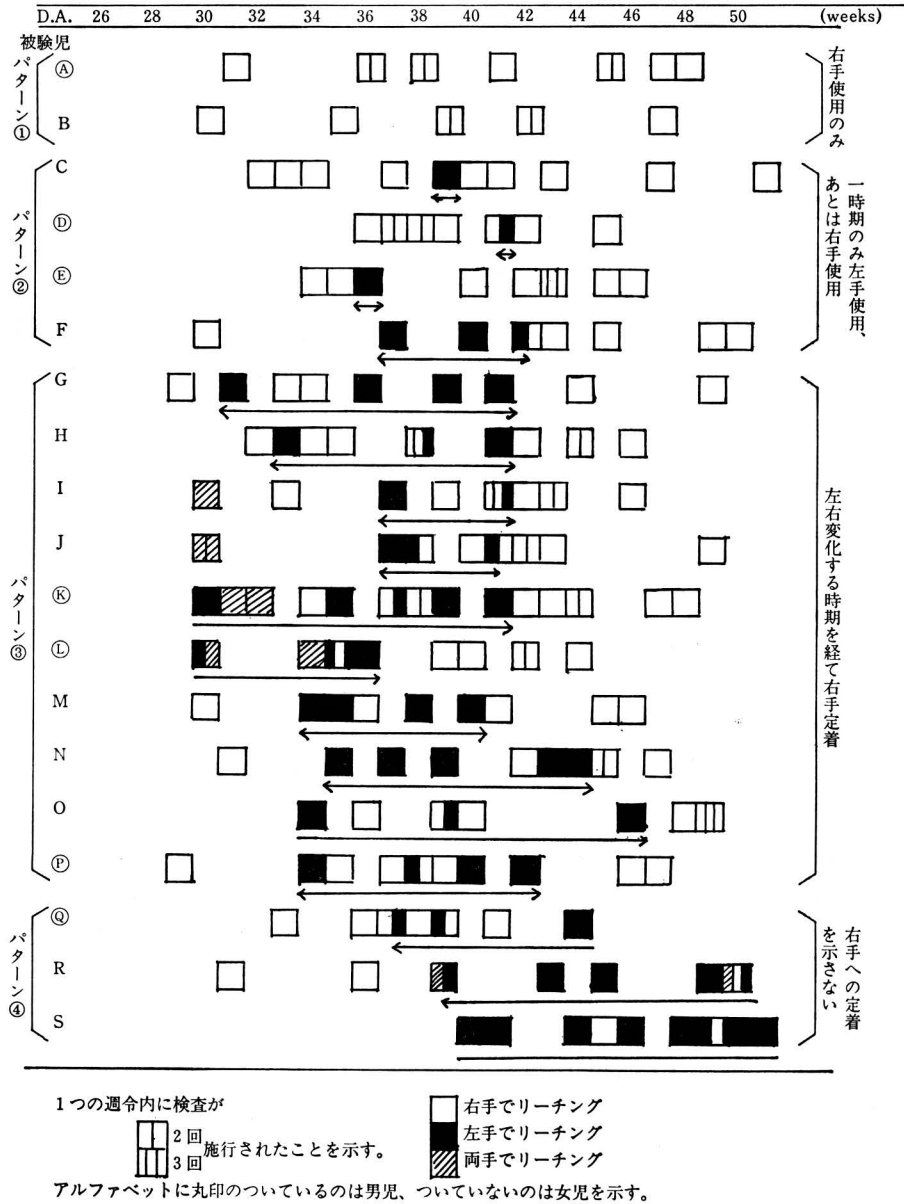 D.A. 26 28 30 32 34 36 38 40 42 44 46 48 50 (weeks)
被験児
パターン① Ⓐ 右手使用のみ
B
パターン② C 一時期のみ左手使用、あとは右手使用
Ⓓ
Ⓔ
F
パターン③ G 左右変化する時期を経て右手定着
H
I
J
Ⓚ
Ⓛ
M
N
O
Ⓟ
パターン④ Ⓠ 右手への定着を示さない
R
S
1つの週令内に検査が
2回
3回
施行されたことを示す。
右手でリーチング
左手でリーチング
両手でリーチング
アルファベットに丸印のついているのは男児、ついていないのは女児を示す。